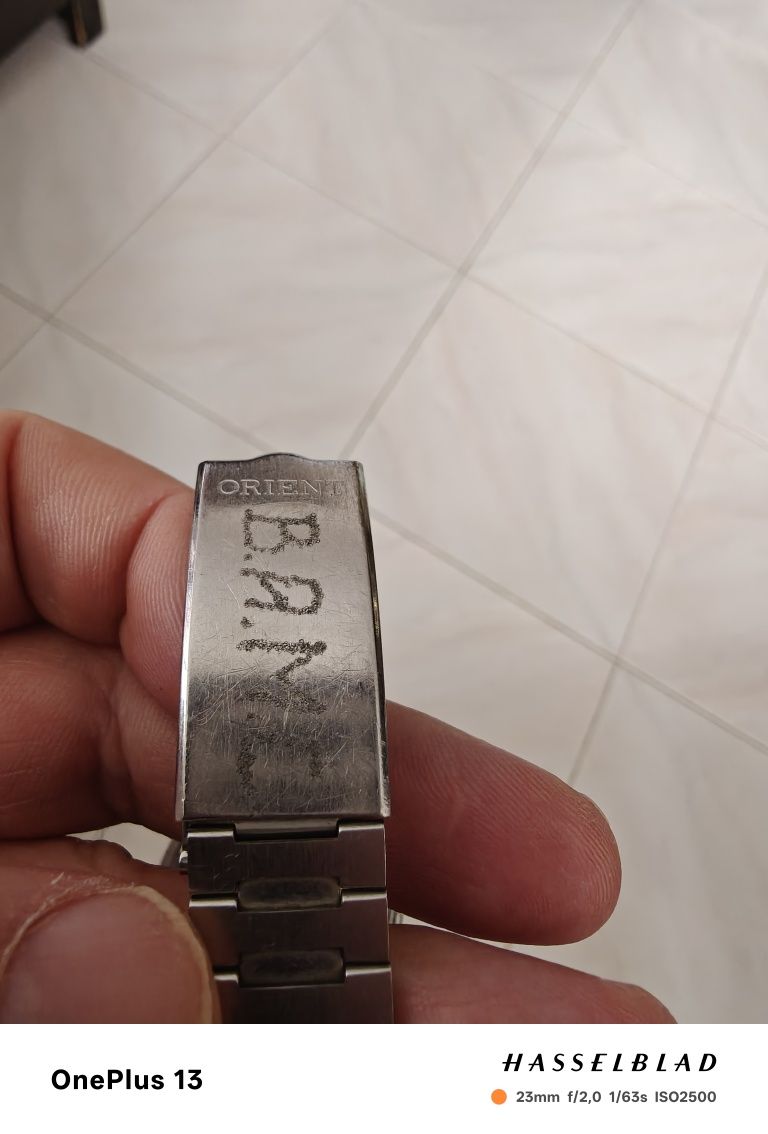 ORIENT
B.A.M.
OnePlus 13
HASSELBLAD
23mm f/2,0 1/63s ISO2500